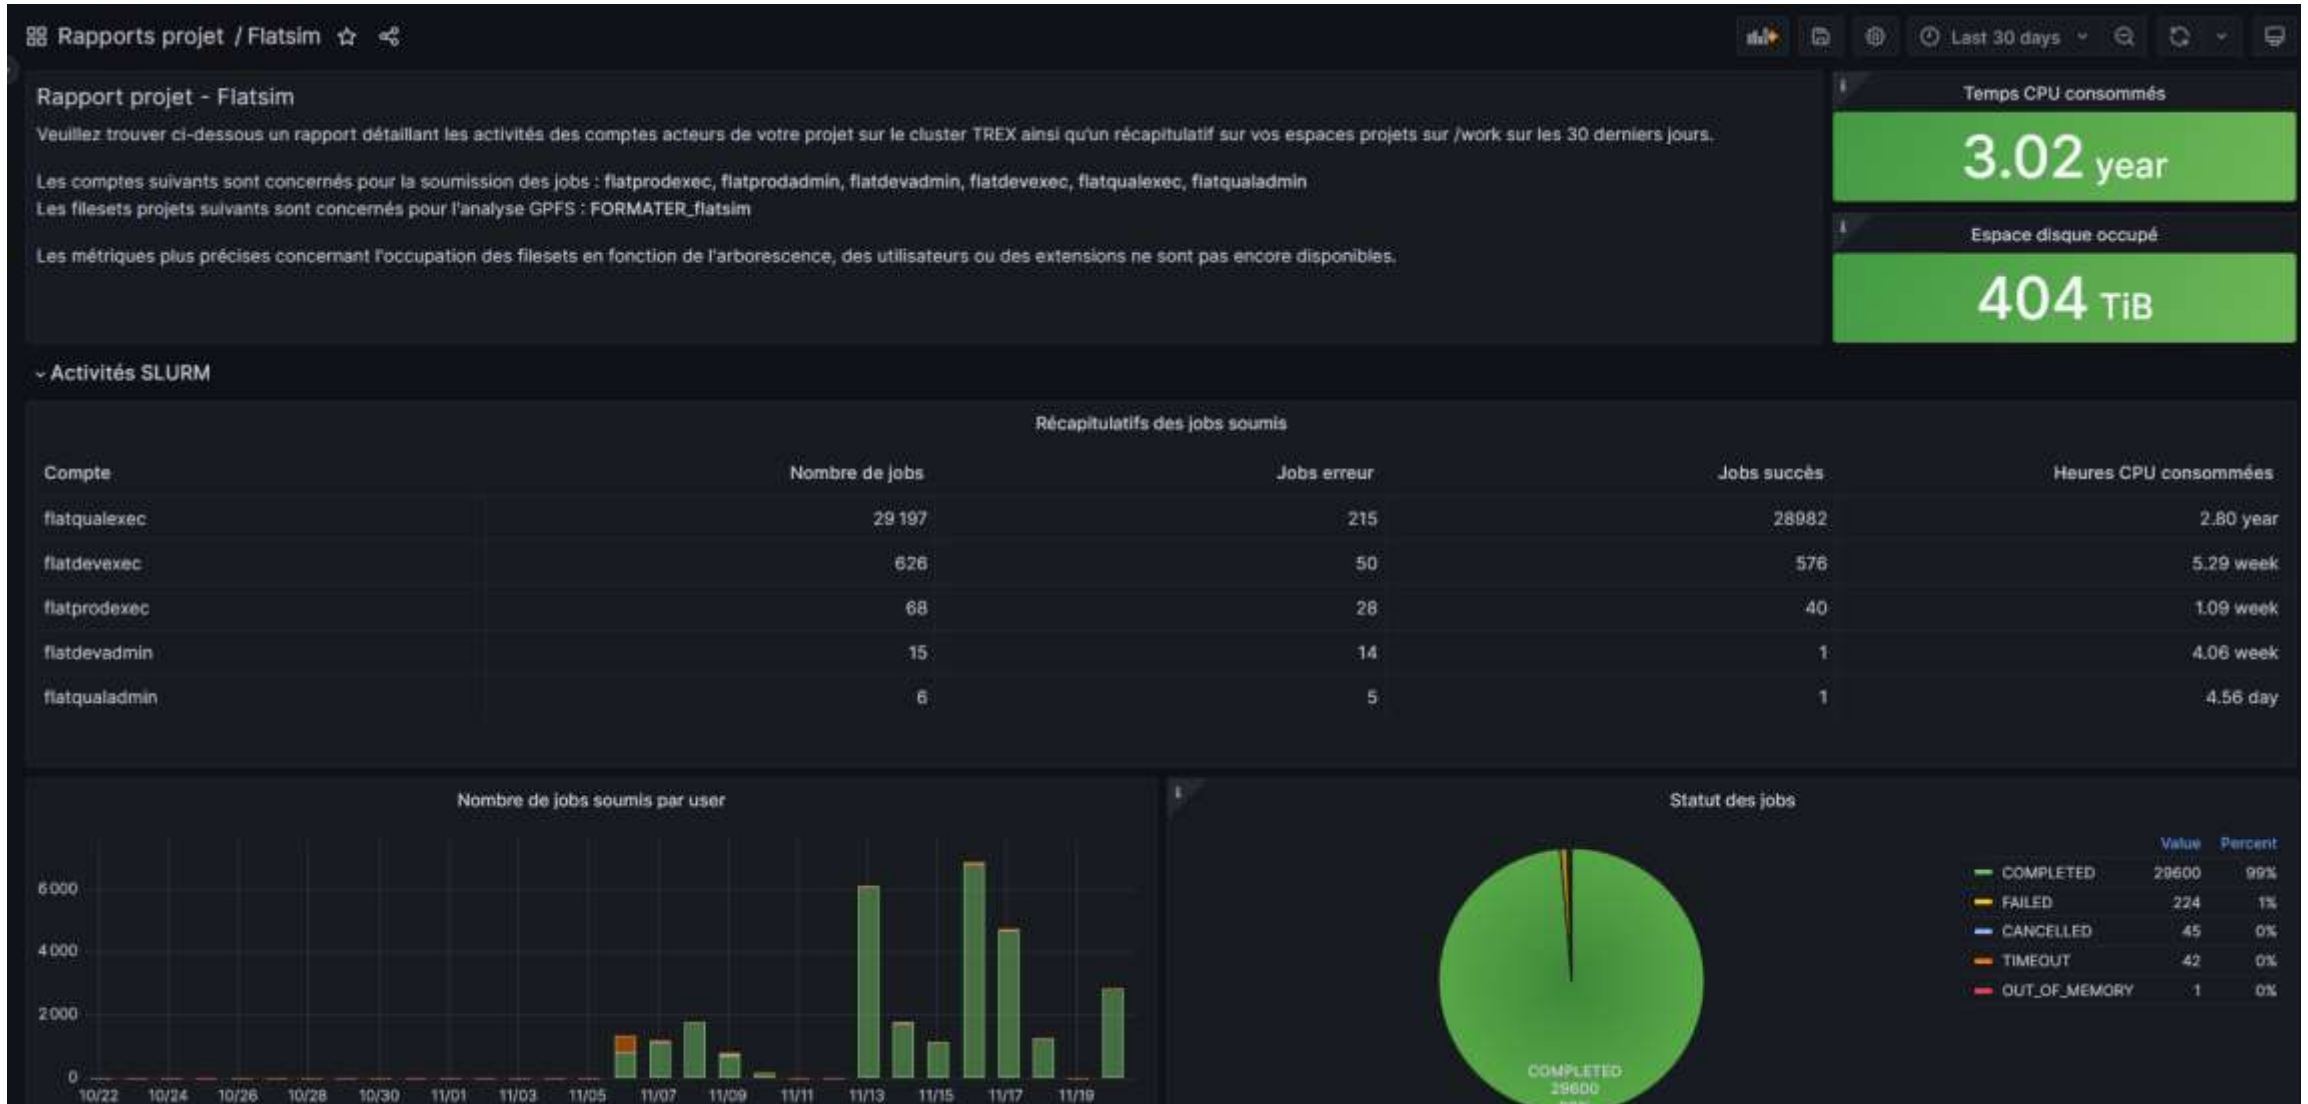 Rapports projet / Flatsim
Last 30 days
Rapport projet - Flatsim
Veuillez trouver ci-dessous un rapport détaillant les activités des comptes acteurs de votre projet sur le cluster TREX ainsi qu'un récapitulatif sur vos espaces projets sur /work sur les 30 derniers jours.
Les comptes suivants sont concernés pour la soumission des jobs : flatprodexec, flatprodadmin, flatdevadmin, flatdevexec, flatqualexec, flatqualadmin
Les filesets projets suivants sont concernés pour l'analyse GPFS : FORMATER_flatsim
Les métriques plus précises concernant l'occupation des filesets en fonction de l'arborescence, des utilisateurs ou des extensions ne sont pas encore disponibles.
Temps CPU consommés
3.02 year
Espace disque occupé
404 TiB
Activités SLURM
Récapitulatifs des jobs soumis
Compte Nombre de jobs Jobs erreur Jobs succès Heures CPU consommées
flatqualexec 29 197 215 28982 2.80 year
flatdevexec 626 50 576 5.29 week
flatprodexec 68 28 40 1.09 week
flatdevadmin 15 14 1 4.06 week
flatqualadmin 6 5 1 4.56 day
Nombre de jobs soumis par user
6 000
4 000
2 000
0
10/22 10/24 10/26 10/28 10/30 11/01 11/03 11/05 11/07 11/09 11/11 11/13 11/15 11/17 11/19
Statut des jobs
Value Percent
COMPLETED 29600 99%
FAILED 224 1%
CANCELLED 45 0%
TIMEOUT 42 0%
OUT_OF_MEMORY 1 0%
COMPLETED
29600